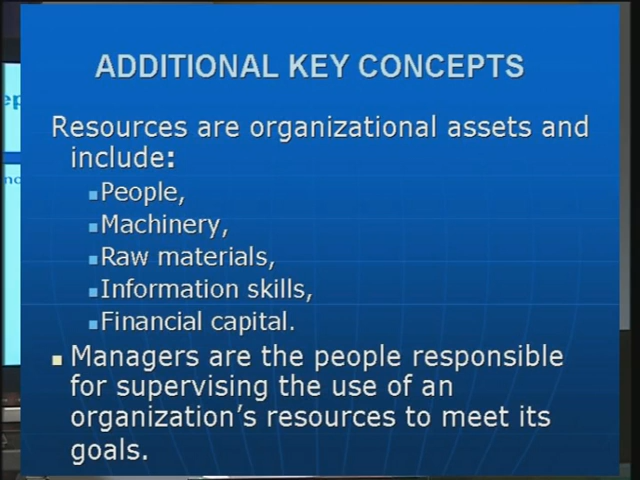 ADDITIONAL KEY CONCEPTS
Resources are organizational assets and
include:
People,
Machinery,
Raw materials,
Information skills,
Financial capital.
Managers are the people responsible
for supervising the use of an
organization's resources to meet its
goals.